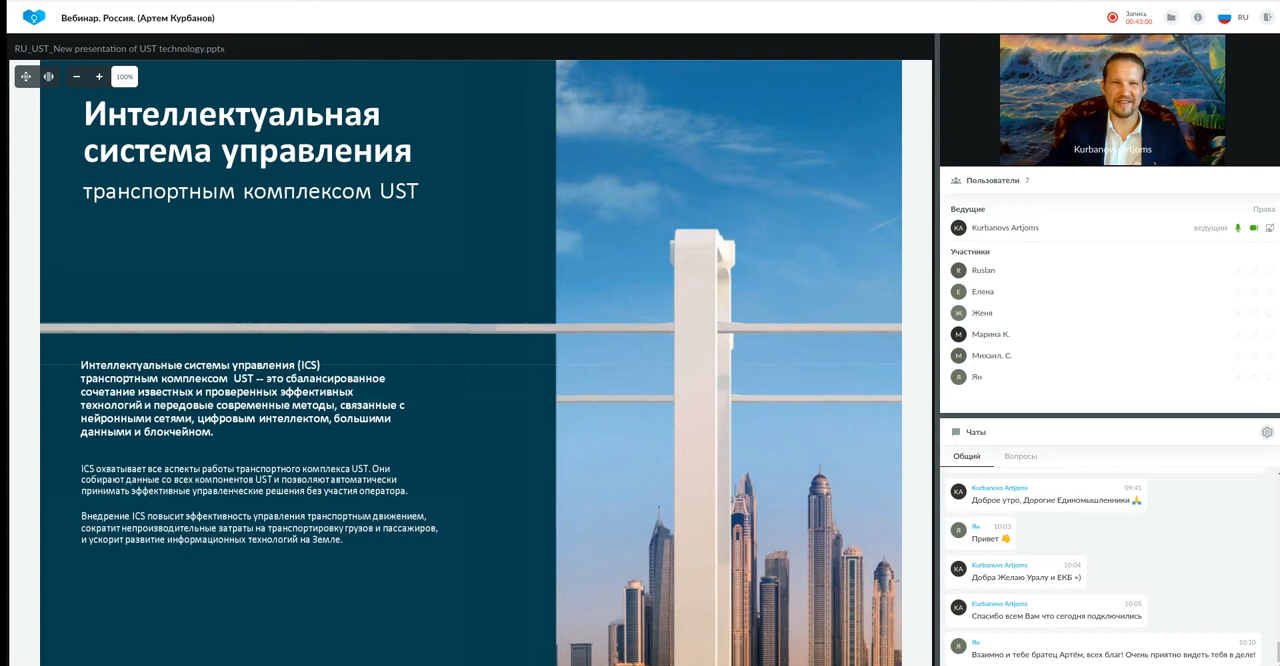 Вебинар. Россия. (Артем Курбанов)
Запись
00:43:00
RU
RU_UST_New presentation of UST technology.pptx
100%
Интеллектуальная
система управления
транспортным комплексом UST
Интеллектуальные системы управления (ICS)
транспортным комплексом UST -- это сбалансированное
сочетание известных и проверенных эффективных
технологий и передовые современные методы, связанные с
нейронными сетями, цифровым интеллектом, большими
данными и блокчейном.
ICS охватывает все аспекты работы транспортного комплекса UST. Они
собирают данные со всех компонентов UST и позволяют автоматически
принимать эффективные управленческие решения без участия оператора.
Внедрение ICS повысит эффективность управления транспортным движением,
сократит непроизводительные затраты на транспортировку грузов и пассажиров,
и ускорит развитие информационных технологий на Земле.
Kurbanovs Artjoms
Пользователи 7
Ведущие Права
KA Kurbanovs Artjoms ведущий
Участники
R Ruslan
Е Елена
Ж Женя
М Марина К.
М Михаил. С.
Я Ян
Чаты
Общий Вопросы
KA Kurbanovs Artjoms 09:41
Доброе утро, Дорогие Единомышленники 🙏
Я Ян 10:03
Привет 👋
KA Kurbanovs Artjoms 10:04
Добра Желаю Уралу и ЕКБ =)
KA Kurbanovs Artjoms 10:05
Спасибо всем Вам что сегодня подключились
Я Ян 10:10
Взаимно и тебе братец Артём, всех благ! Очень приятно видеть тебя в деле!